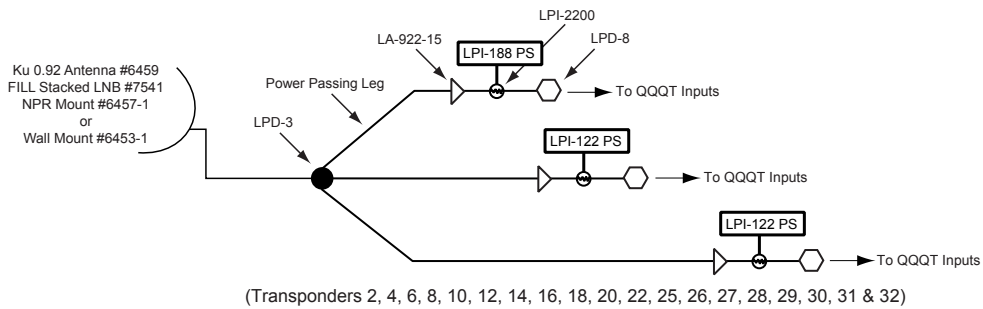 LPI-2200
LA-922-15
LPI-188 PS
LPD-8
Ku 0.92 Antenna #6459
FILL Stacked LNB #7541
NPR Mount #6457-1
or
Wall Mount #6453-1
Power Passing Leg
To QQQT Inputs
LPD-3
LPI-122 PS
To QQQT Inputs
LPI-122 PS
To QQQT Inputs
(Transponders 2, 4, 6, 8, 10, 12, 14, 16, 18, 20, 22, 25, 26, 27, 28, 29, 30, 31 & 32)